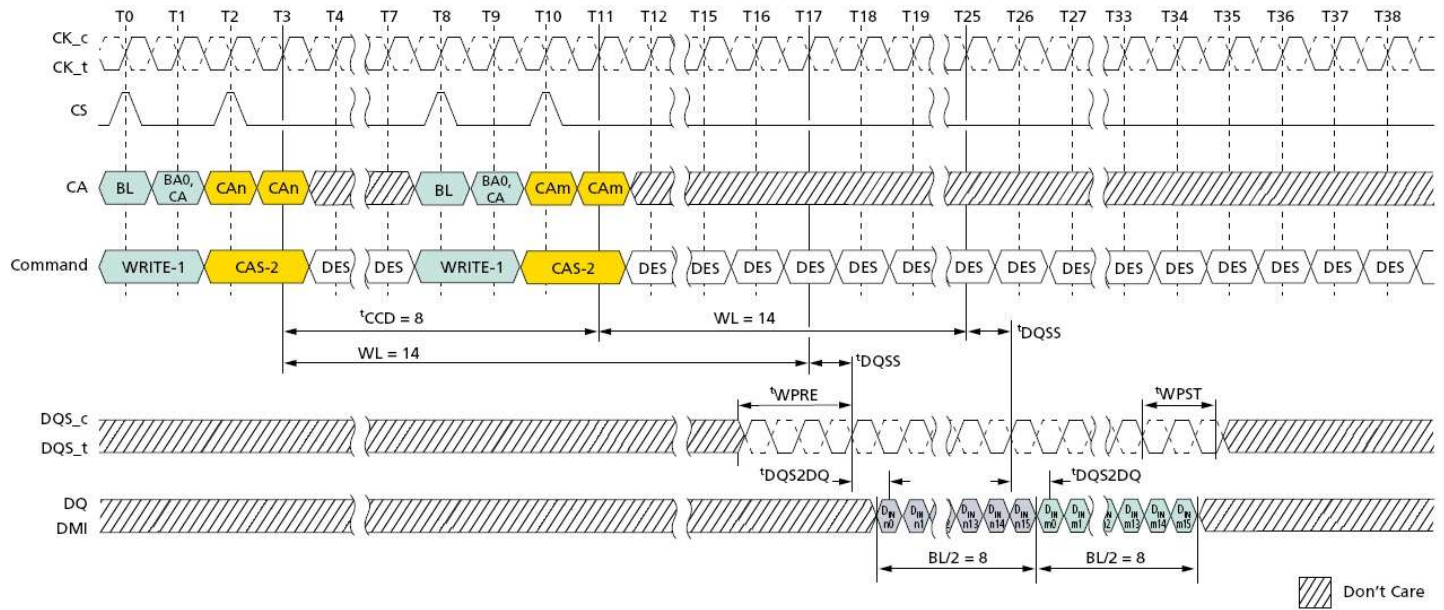 T0 T1 T2 T3 T4 T7 T8 T9 T10 T11 T12 T15 T16 T17 T18 T19 T25 T26 T27 T33 T34 T35 T36 T37 T38
CK_c
CK_t
CS
CA BL BA0, CA CAn CAn BL BA0, CA CAm CAm
Command WRITE-1 CAS-2 DES DES WRITE-1 CAS-2 DES DES DES DES DES DES DES DES DES DES DES DES DES DES DES
tCCD = 8 WL = 14 tDQSS
WL = 14 tDQSS
tWPRE tWPST
DQS_c
DQS_t
tDQS2DQ tDQS2DQ
DQ
DMI
DIN n0 DIN n1 DIN n13 DIN n14 DIN n15 DIN m0 DIN m1 DIN m13 DIN m14 DIN m15
BL/2 = 8 BL/2 = 8
Don't Care